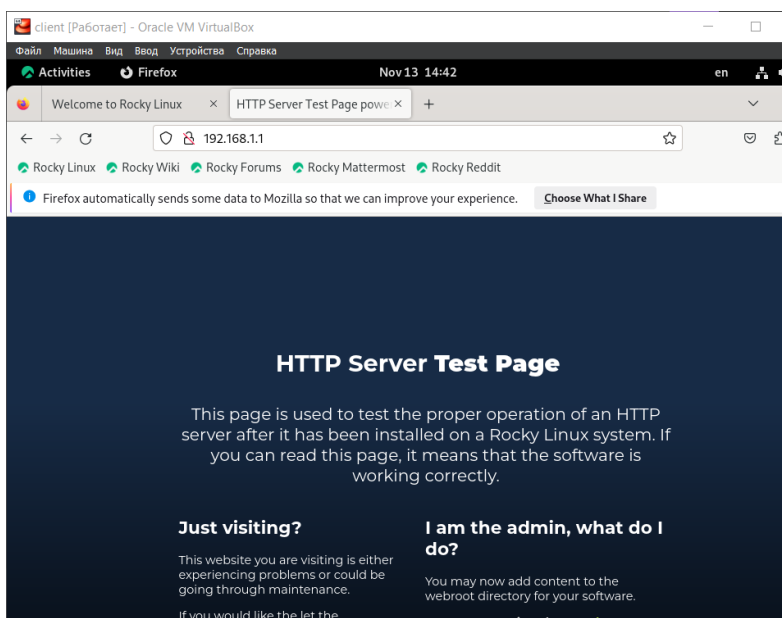 client [Работает] - Oracle VM VirtualBox
Файл Машина Вид Ввод Устройства Справка
Activities Firefox Nov 13 14:42 en
Welcome to Rocky Linux × HTTP Server Test Page powe × +
192.168.1.1
Rocky Linux Rocky Wiki Rocky Forums Rocky Mattermost Rocky Reddit
Firefox automatically sends some data to Mozilla so that we can improve your experience. Choose What I Share
HTTP Server Test Page
This page is used to test the proper operation of an HTTP
server after it has been installed on a Rocky Linux system. If
you can read this page, it means that the software is
working correctly.
Just visiting?
This website you are visiting is either
experiencing problems or could be
going through maintenance.
If you would like the let the
I am the admin, what do I
do?
You may now add content to the
webroot directory for your software.